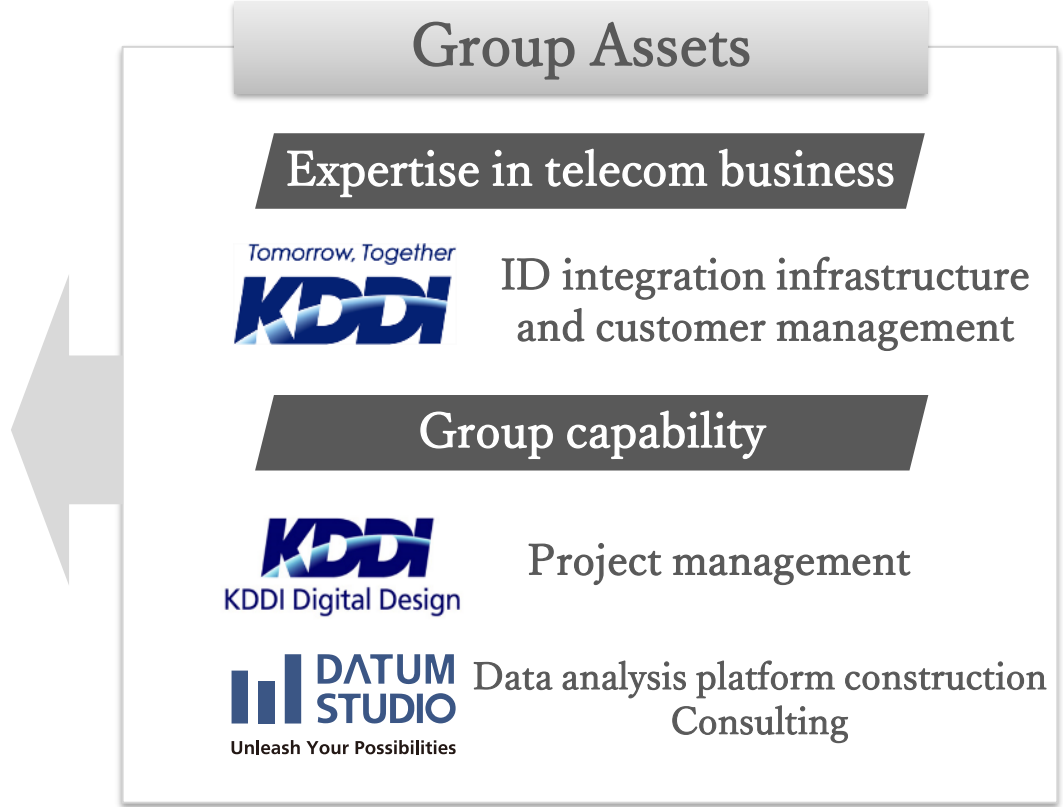 Group Assets
Expertise in telecom business
Tomorrow, Together
KDDI
ID integration infrastructure
and customer management
Group capability
KDDI
KDDI Digital Design
Project management
DATUM
STUDIO
Unleash Your Possibilities
Data analysis platform construction
Consulting